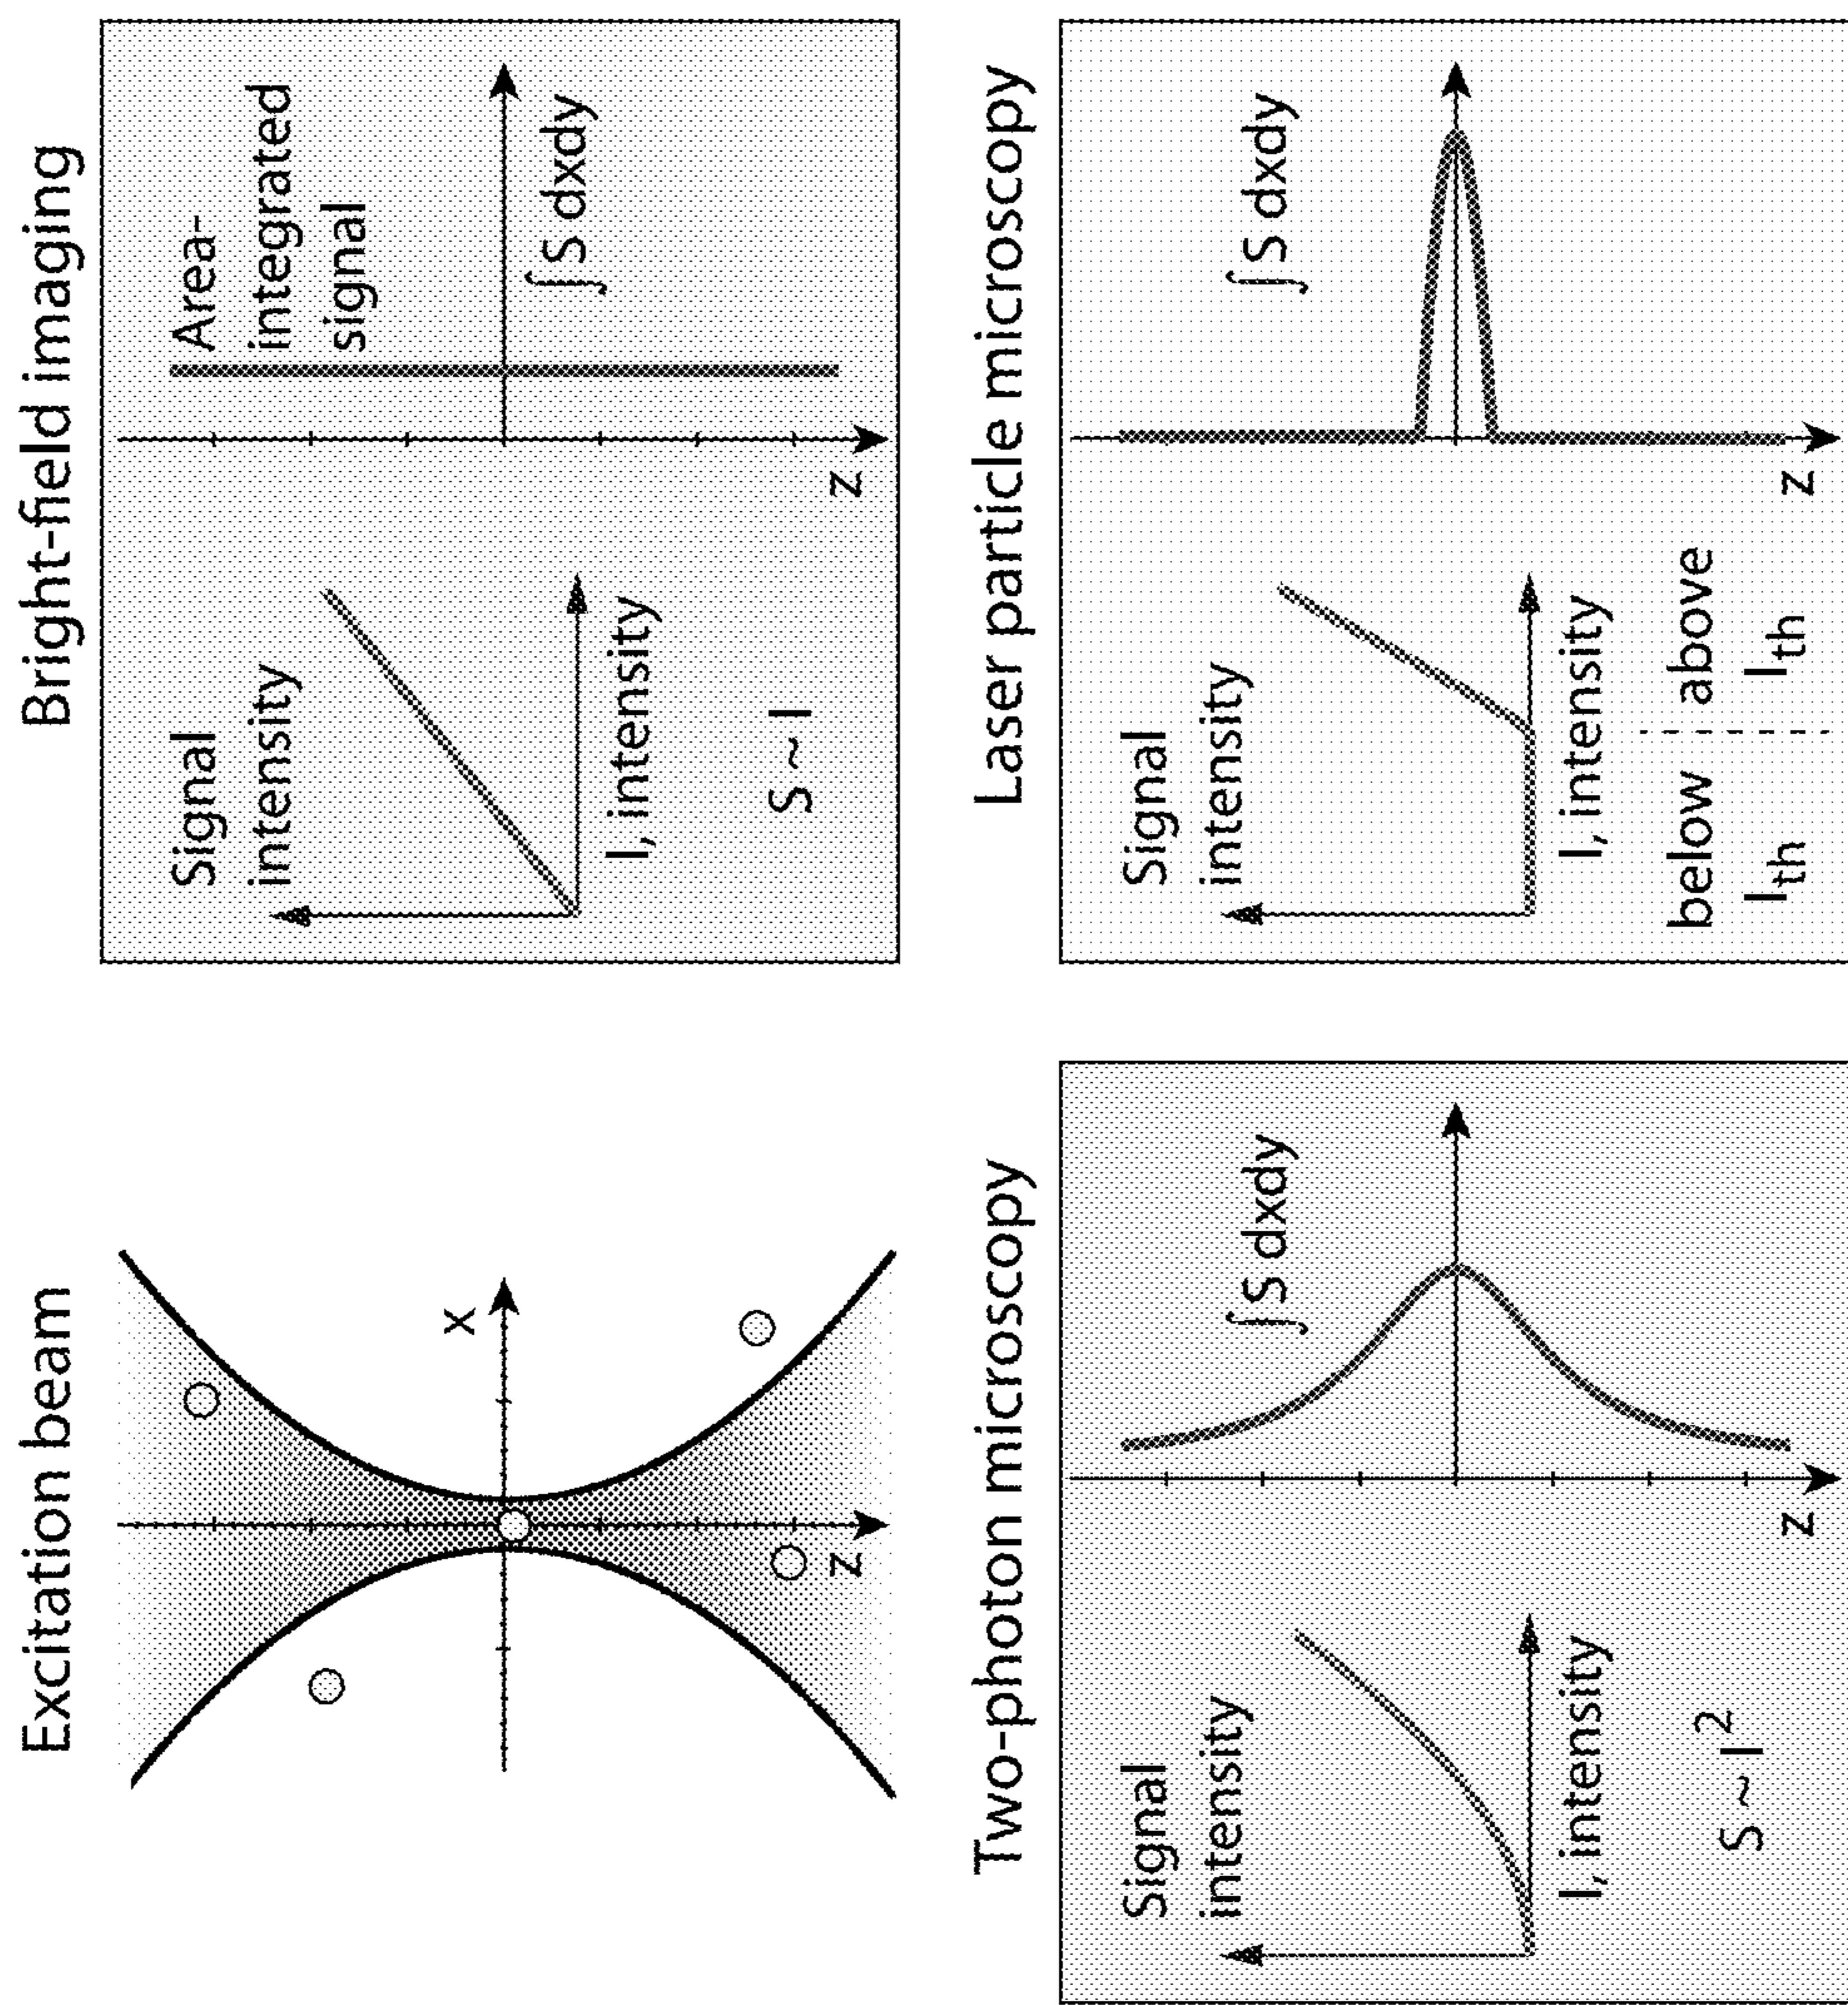 Excitation beam
x
z
Bright-field imaging
Signal
intensity
I, intensity
S ~ I
Area-
integrated
signal
∫S dxdy
z
Two-photon microscopy
Signal
intensity
I, intensity
S ~ I²
∫S dxdy
z
Laser particle microscopy
Signal
intensity
I, intensity
below above
Ith Ith
∫S dxdy
z